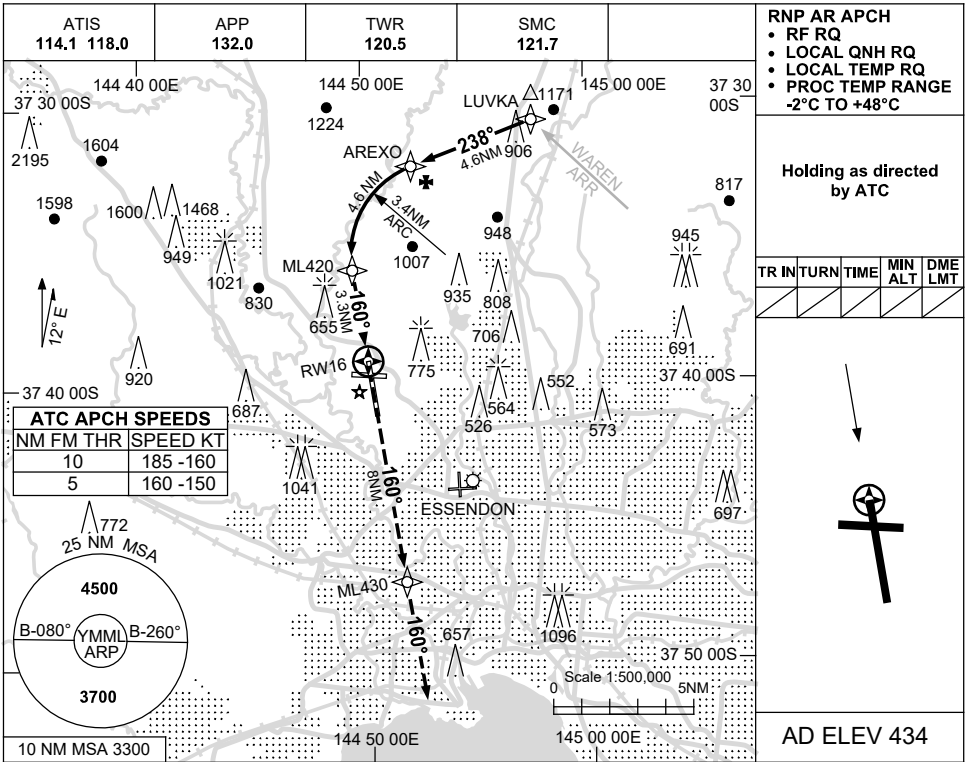 ATIS
114.1 118.0
APP
132.0
TWR
120.5
SMC
121.7
RNP AR APCH
• RF RQ
• LOCAL QNH RQ
• LOCAL TEMP RQ
• PROC TEMP RANGE
-2°C TO +48°C
Holding as directed
by ATC
TR IN
TURN
TIME
MIN ALT
DME LMT
AD ELEV 434
144 40 00E
144 50 00E
145 00 00E
37 30 00S
37 30
00S
LUVKA
1171
1224
2195
1604
AREXO
238°
4.6NM
906
WAREN
ARR
817
1598
1600
1468
949
1021
4.6 NM
3.4NM
ARC
948
1007
945
ML420
830
655
160°
3.3NM
935
808
706
691
12° E
920
RW16
775
37 40 00S
37 40 00S
687
564
526
552
573
ATC APCH SPEEDS
NM FM THR
SPEED KT
10
185 -160
5
160 -150
1041
160°
8NM
ESSENDON
697
772
25 NM MSA
4500
B-080°
YMML
ARP
B-260°
3700
10 NM MSA 3300
ML430
160°
657
1096
37 50 00S
Scale 1:500,000
0
5NM
144 50 00E
145 00 00E